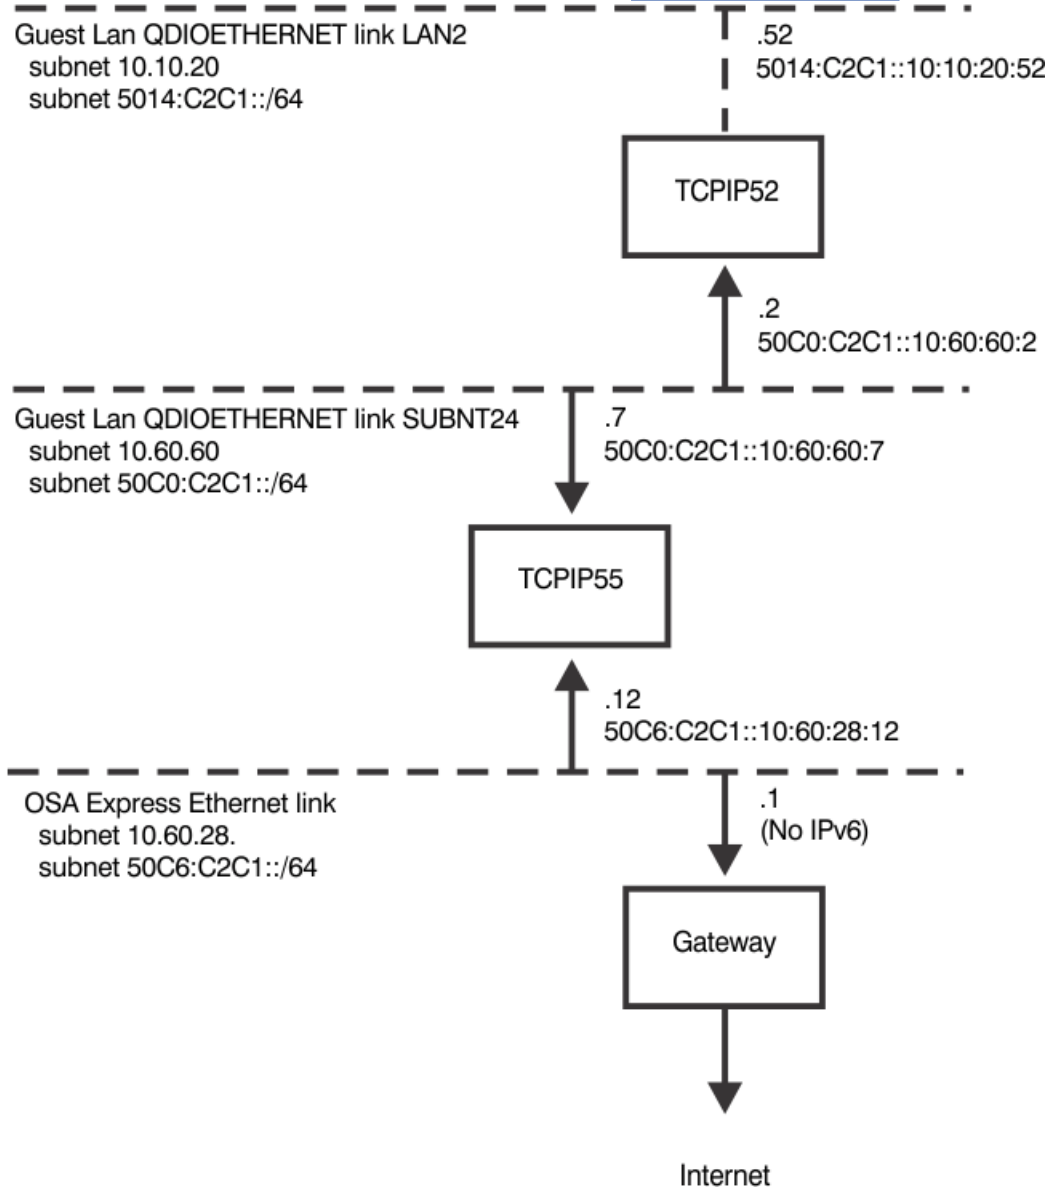 Guest Lan QDIOETHERNET link LAN2
subnet 10.10.20
subnet 5014:C2C1::/64
.52
5014:C2C1::10:10:20:52
TCPIP52
.2
50C0:C2C1::10:60:60:2
Guest Lan QDIOETHERNET link SUBNT24
subnet 10.60.60
subnet 50C0:C2C1::/64
.7
50C0:C2C1::10:60:60:7
TCPIP55
.12
50C6:C2C1::10:60:28:12
OSA Express Ethernet link
subnet 10.60.28.
subnet 50C6:C2C1::/64
.1
(No IPv6)
Gateway
Internet